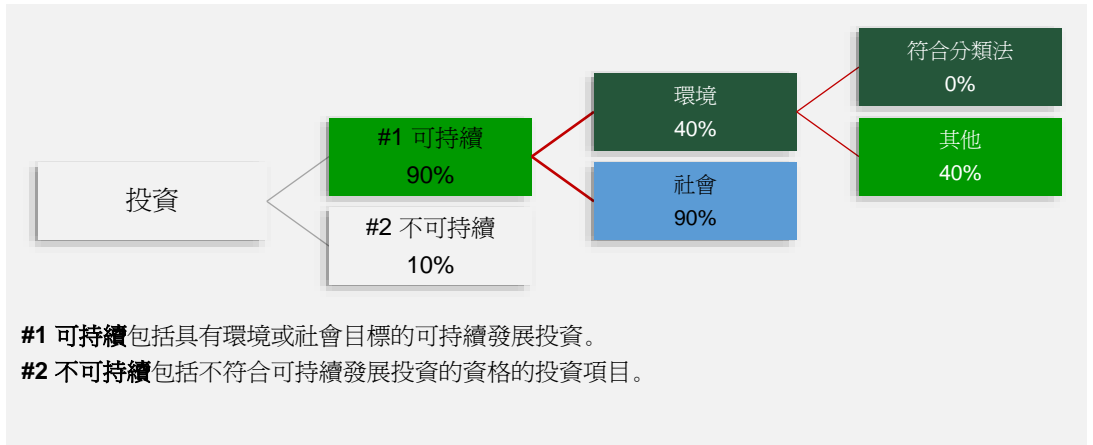 投資
#1 可持續
90%
#2 不可持續
10%
環境
40%
社會
90%
符合分類法
0%
其他
40%
#1 可持續包括具有環境或社會目標的可持續發展投資。
#2 不可持續包括不符合可持續發展投資的資格的投資項目。